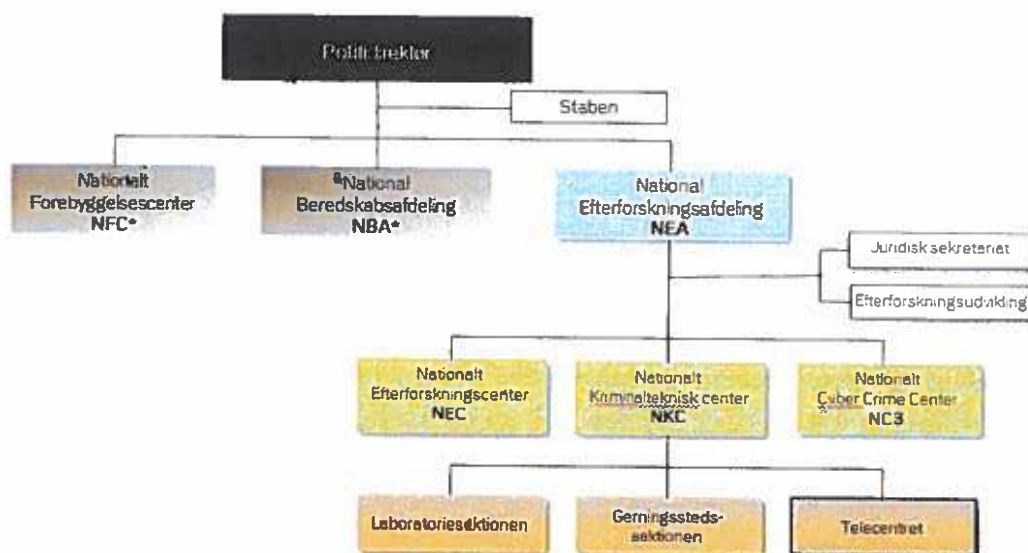 Politidirektør
Staben
Nationalt
Forebyggelsescenter
NFC*
National
Beredskabsafdeling
NBA*
National
Efterforskningsafdeling
NEA
Juridisk sekretariat
Efterforskningsudvikling
Nationalt
Efterforskningscenter
NEC
Nationalt
Kriminalteknisk center
NKC
Nationalt
Cyber Crime Center
NC3
Laboratoriesektionen
Gerningssteds-
sektionen
Telecentret